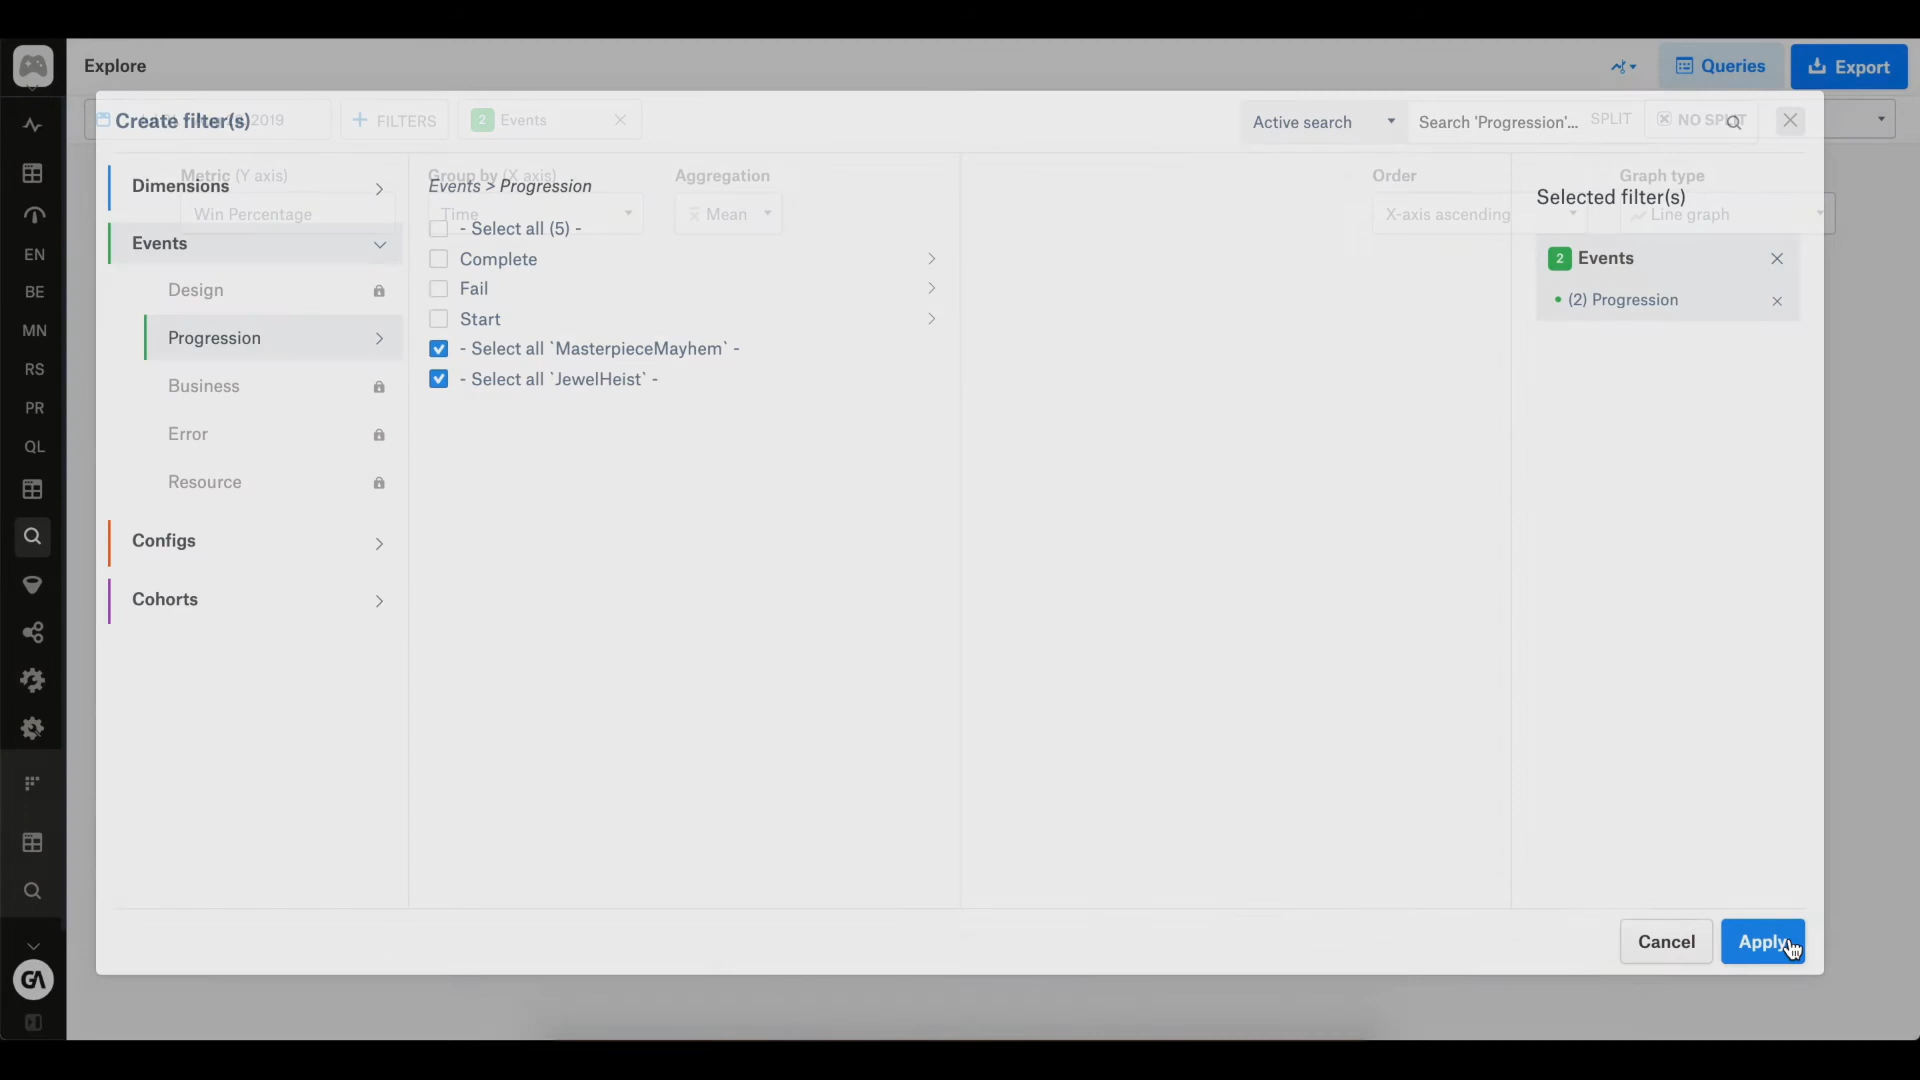 Explore
Queries
Export
Create filter(s)
2019
FILTERS
2 Events
Active search
Search 'Progression'...
SPLIT
NO SPLIT
Metric (Y axis)
Group by (X axis)
Aggregation
Order
Graph type
Win Percentage
Time
Mean
X-axis ascending
Line graph
Dimensions
Events
Design
Progression
Business
Error
Resource
Configs
Cohorts
Events > Progression
- Select all (5) -
Complete
Fail
Start
- Select all `MasterpieceMayhem` -
- Select all `JewelHeist` -
Selected filter(s)
2 Events
(2) Progression
EN
BE
MN
RS
PR
QL
GA
Cancel
Apply